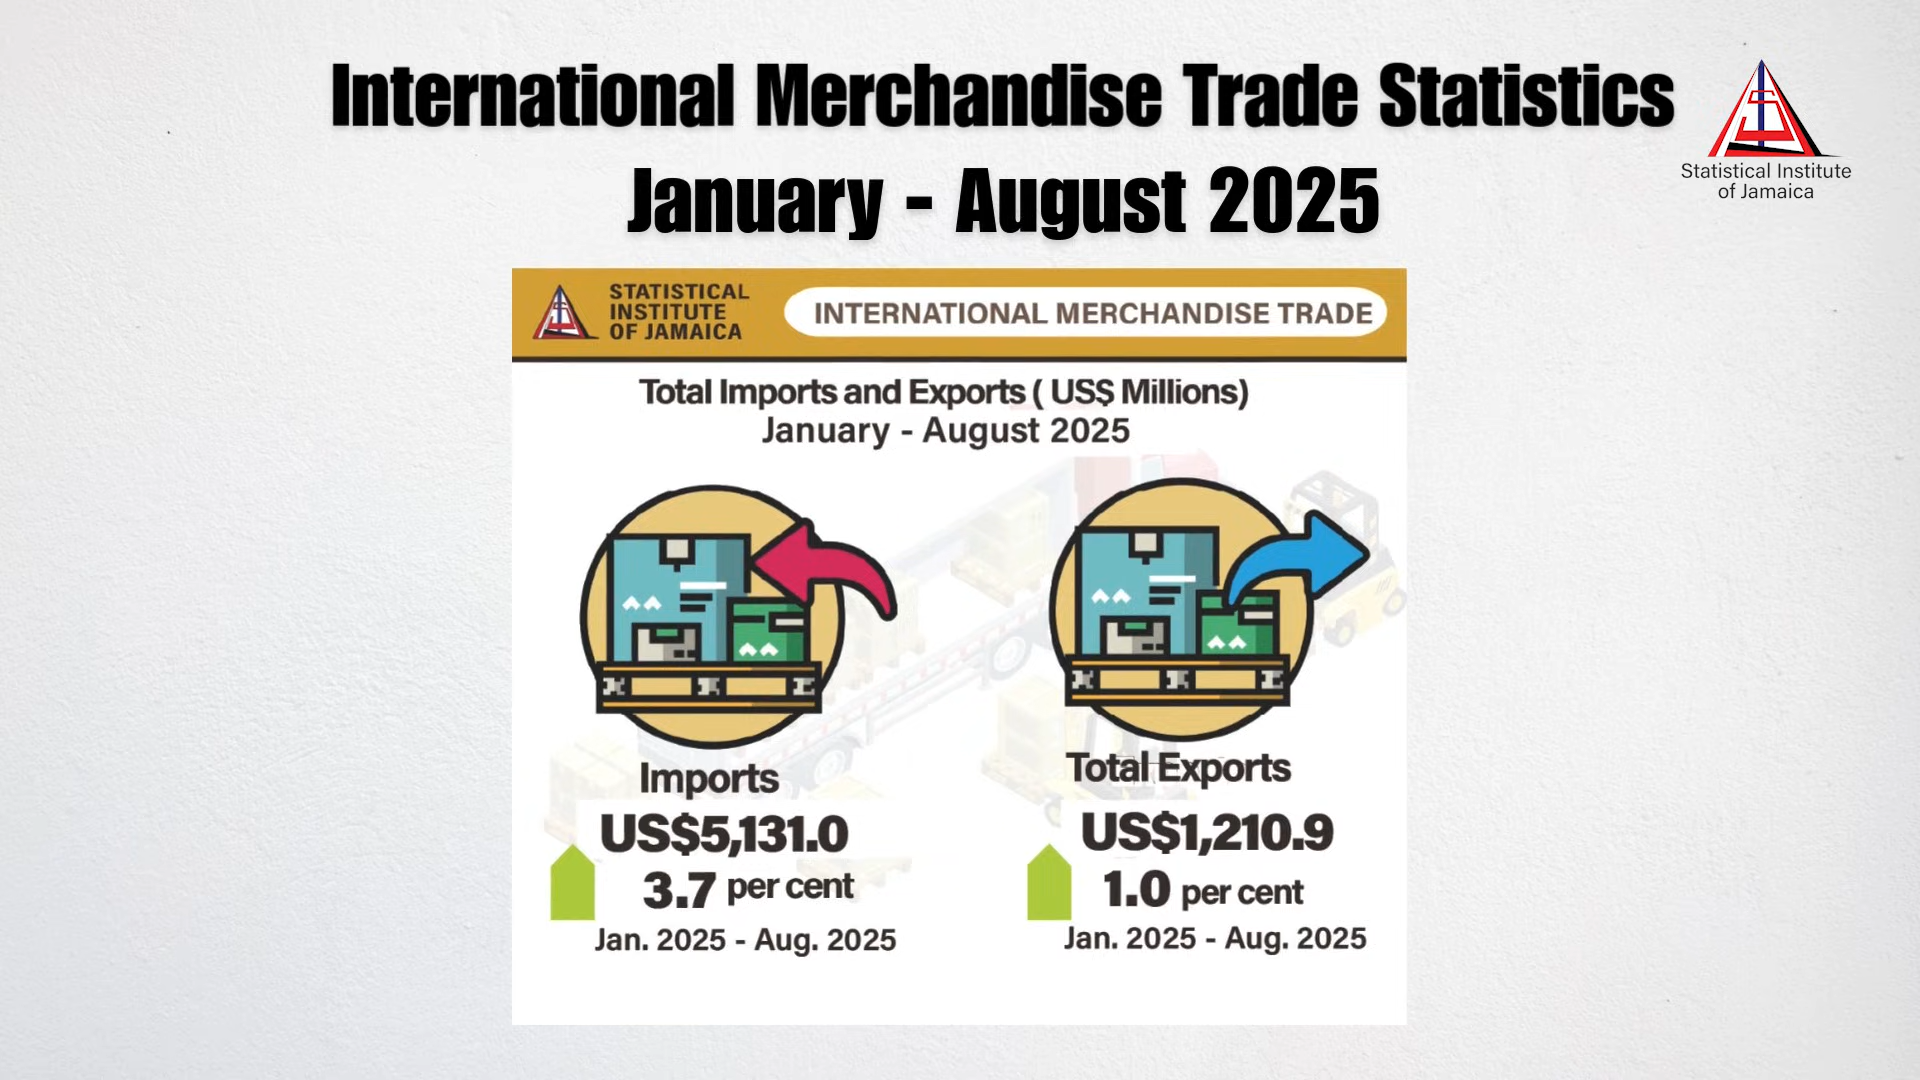 International Merchandise Trade Statistics
January - August 2025
Statistical Institute
of Jamaica
STATISTICAL
INSTITUTE
OF JAMAICA
INTERNATIONAL MERCHANDISE TRADE
Total Imports and Exports ( US$ Millions)
January - August 2025
Imports
US$5,131.0
3.7 per cent
Jan. 2025 - Aug. 2025
Total Exports
US$1,210.9
1.0 per cent
Jan. 2025 - Aug. 2025